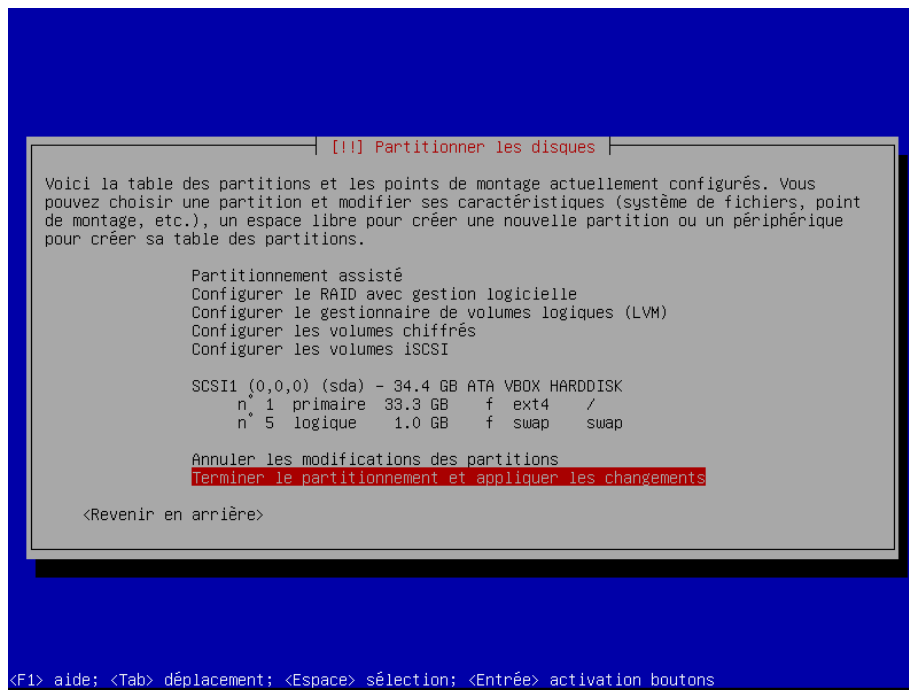 [!!] Partitionner les disques
Voici la table des partitions et les points de montage actuellement configurés. Vous
pouvez choisir une partition et modifier ses caractéristiques (système de fichiers, point
de montage, etc.), un espace libre pour créer une nouvelle partition ou un périphérique
pour créer sa table des partitions.
Partitionnement assisté
Configurer le RAID avec gestion logicielle
Configurer le gestionnaire de volumes logiques (LVM)
Configurer les volumes chiffrés
Configurer les volumes iSCSI
SCSI1 (0,0,0) (sda) - 34.4 GB ATA VBOX HARDDISK
n° 1 primaire 33.3 GB f ext4 /
n° 5 logique 1.0 GB f swap swap
Annuler les modifications des partitions
Terminer le partitionnement et appliquer les changements
<Revenir en arrière>
<F1> aide; <Tab> déplacement; <Espace> sélection; <Entrée> activation boutons